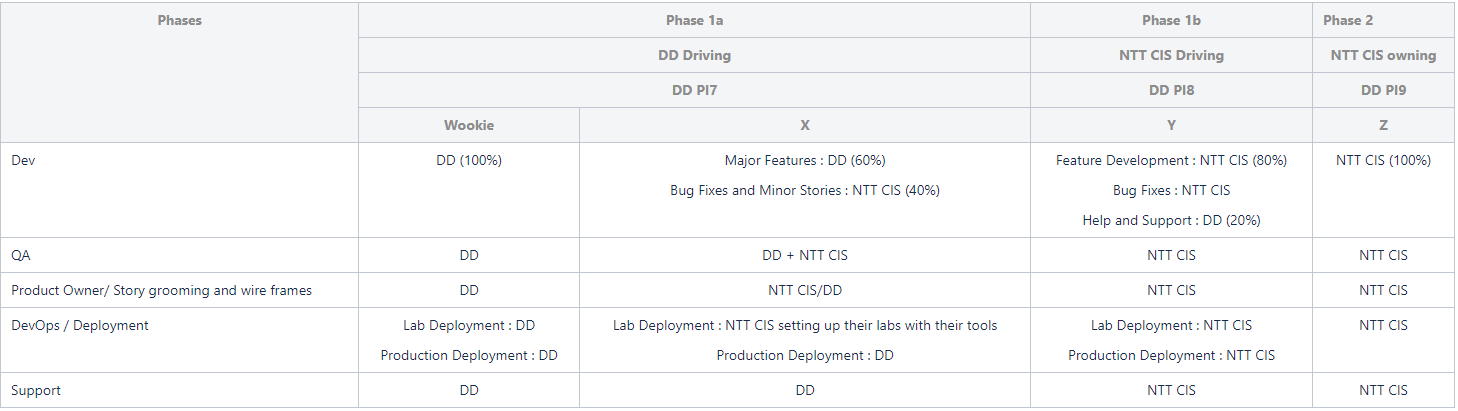 Phases Phase 1a Phase 1b Phase 2
DD Driving NTT CIS Driving NTT CIS owning
DD PI7 DD PI8 DD PI9
Wookie X Y Z
Dev DD (100%) Major Features : DD (60%) Feature Development : NTT CIS (80%) NTT CIS (100%)
Bug Fixes and Minor Stories : NTT CIS (40%) Bug Fixes : NTT CIS
Help and Support : DD (20%)
QA DD DD + NTT CIS NTT CIS NTT CIS
Product Owner/ Story grooming and wire frames DD NTT CIS/DD NTT CIS NTT CIS
DevOps / Deployment Lab Deployment : DD Lab Deployment : NTT CIS setting up their labs with their tools Lab Deployment : NTT CIS NTT CIS
Production Deployment : DD Production Deployment : DD Production Deployment : NTT CIS
Support DD DD NTT CIS NTT CIS